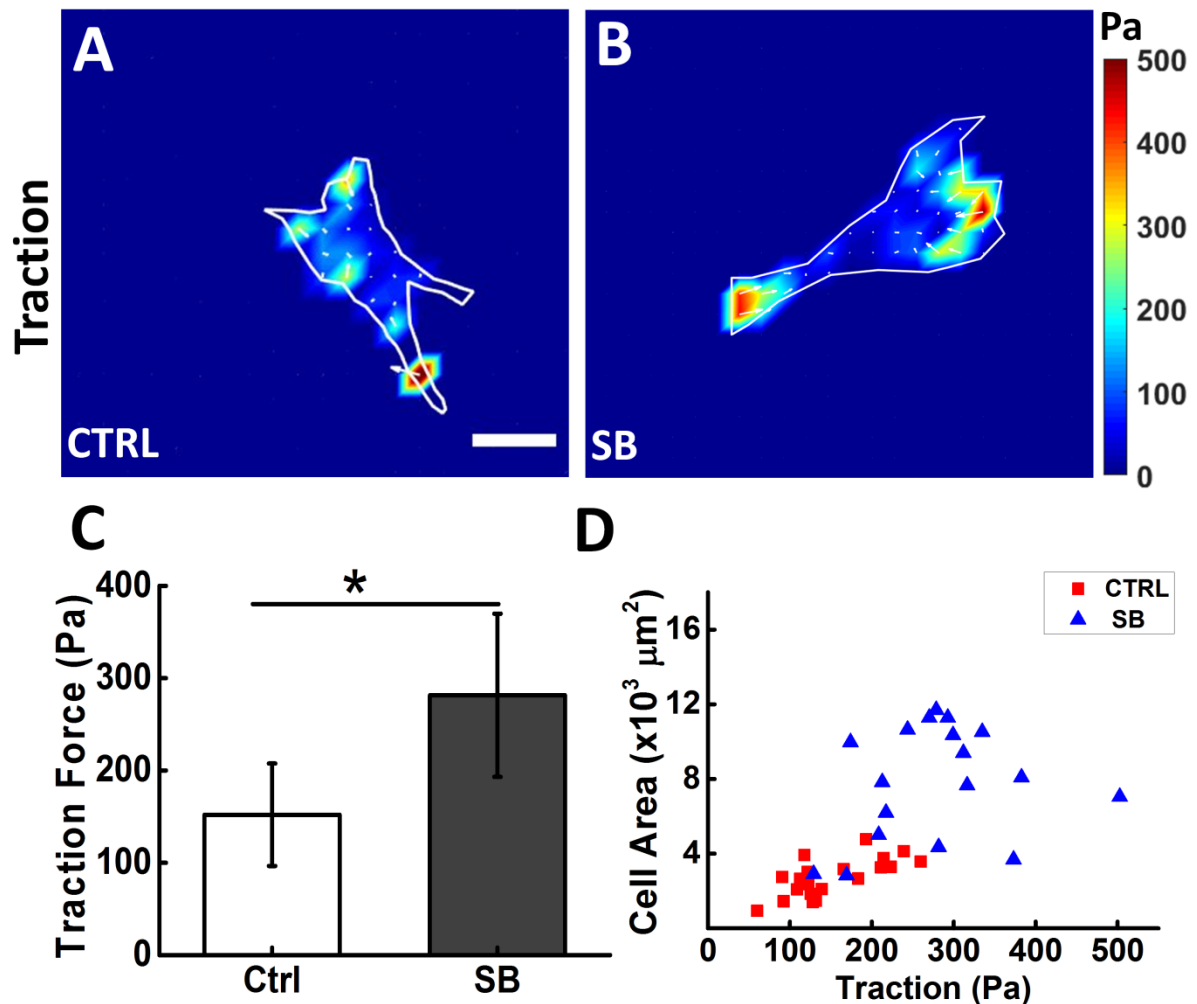 A
B
Pa
500
400
300
200
100
0
Traction
CTRL
SB
C
D
*
400
300
200
100
0
Traction Force (Pa)
Ctrl
SB
CTRL
SB
16
12
8
4
Cell Area (x10³ μm²)
0
100
200
300
400
500
Traction (Pa)